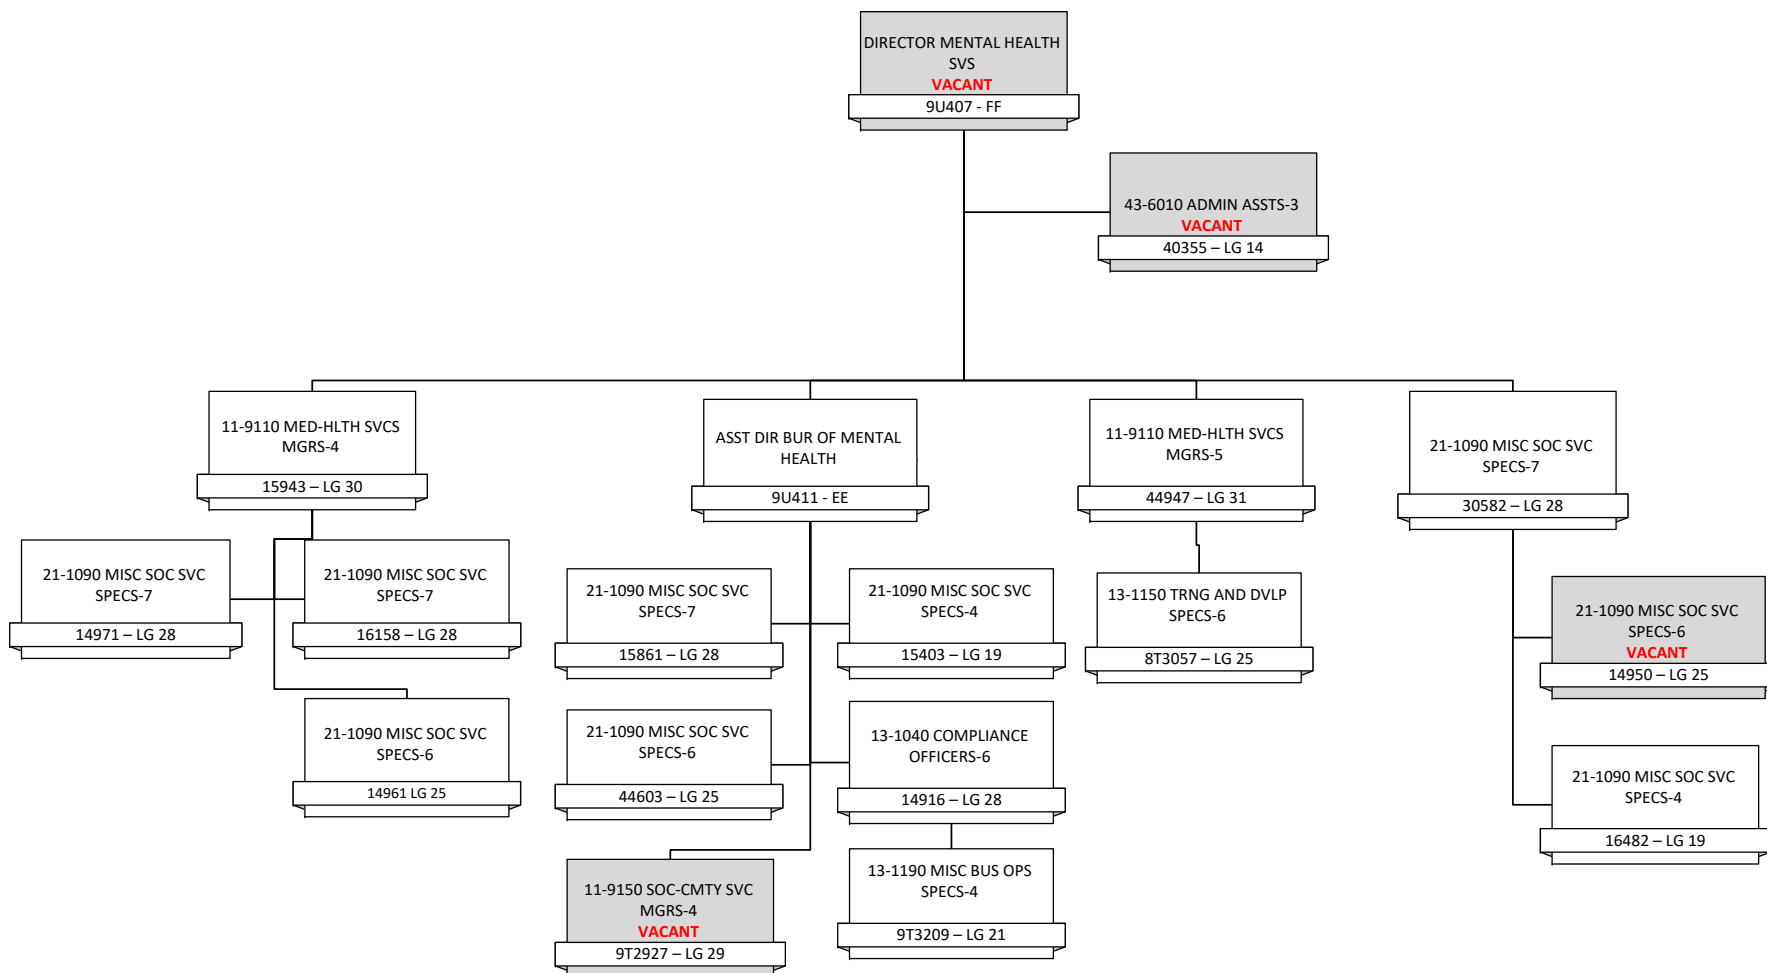 DIRECTOR MENTAL HEALTH
SVS
VACANT
9U407 - FF
43-6010 ADMIN ASSTS-3
VACANT
40355 – LG 14
11-9110 MED-HLTH SVCS
MGRS-4
15943 – LG 30
ASST DIR BUR OF MENTAL
HEALTH
9U411 - EE
11-9110 MED-HLTH SVCS
MGRS-5
44947 – LG 31
21-1090 MISC SOC SVC
SPECS-7
30582 – LG 28
21-1090 MISC SOC SVC
SPECS-7
14971 – LG 28
21-1090 MISC SOC SVC
SPECS-7
16158 – LG 28
21-1090 MISC SOC SVC
SPECS-6
14961 LG 25
21-1090 MISC SOC SVC
SPECS-7
15861 – LG 28
21-1090 MISC SOC SVC
SPECS-4
15403 – LG 19
21-1090 MISC SOC SVC
SPECS-6
44603 – LG 25
13-1040 COMPLIANCE
OFFICERS-6
14916 – LG 28
11-9150 SOC-CMTY SVC
MGRS-4
VACANT
9T2927 – LG 29
13-1190 MISC BUS OPS
SPECS-4
9T3209 – LG 21
13-1150 TRNG AND DVLP
SPECS-6
8T3057 – LG 25
21-1090 MISC SOC SVC
SPECS-6
VACANT
14950 – LG 25
21-1090 MISC SOC SVC
SPECS-4
16482 – LG 19